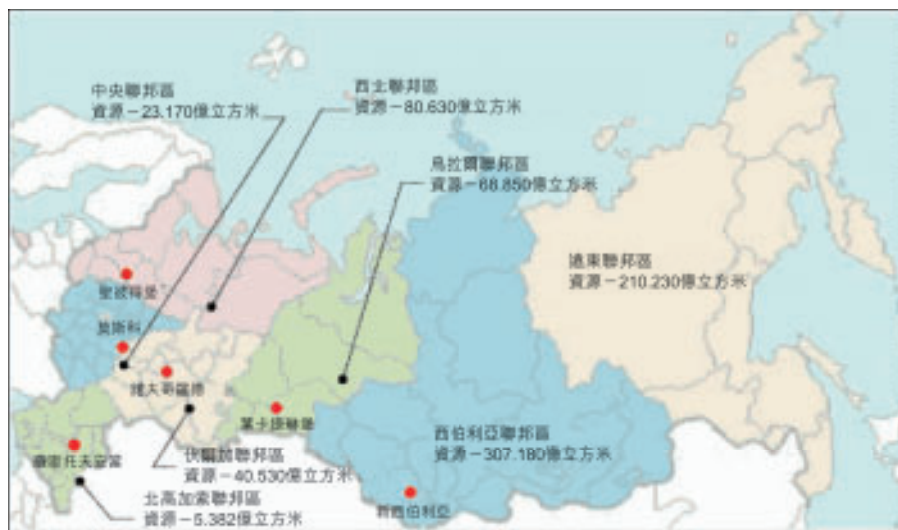 中央聯邦區
資源－23.170億立方米
西北聯邦區
資源－80.630億立方米
烏拉爾聯邦區
資源－68.850億立方米
遠東聯邦區
資源－210.230億立方米
聖彼得堡
莫斯科
葉卡捷琳堡
西伯利亞聯邦區
資源－307.180億立方米
伏爾加聯邦區
資源－40.530億立方米
北高加索聯邦區
資源－5.382億立方米
新西伯利亞